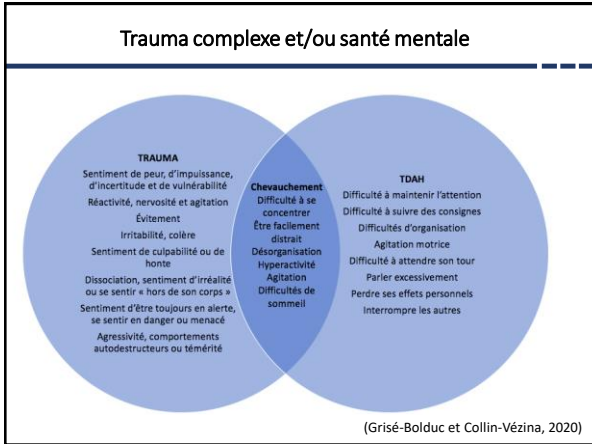 Trauma complexe et/ou santé mentale
TRAUMA
Sentiment de peur, d'impuissance,
d'incertitude et de vulnérabilité
Réactivité, nervosité et agitation
Évitement
Irritabilité, colère
Sentiment de culpabilité ou de
honte
Dissociation, sentiment d'irréalité
ou se sentir « hors de son corps »
Sentiment d'être toujours en alerte,
se sentir en danger ou menacé
Agressivité, comportements
autodestructeurs ou témérité
Chevauchement
Difficulté à se
concentrer
Être facilement
distrait
Désorganisation
Hyperactivité
Agitation
Difficultés de
sommeil
TDAH
Difficulté à maintenir l'attention
Difficulté à suivre des consignes
Difficultés d'organisation
Agitation motrice
Difficulté à attendre son tour
Parler excessivement
Perdre ses effets personnels
Interrompre les autres
(Grisé-Bolduc et Collin-Vézina, 2020)